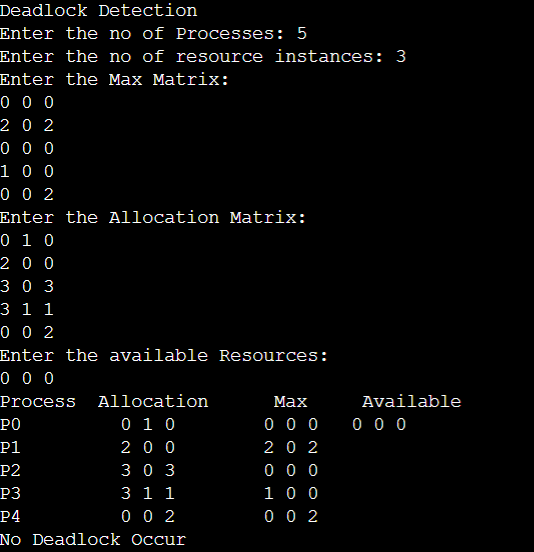 Deadlock Detection
Enter the no of Processes: 5
Enter the no of resource instances: 3
Enter the Max Matrix:
0 0 0
2 0 2
0 0 0
1 0 0
0 0 2
Enter the Allocation Matrix:
0 1 0
2 0 0
3 0 3
3 1 1
0 0 2
Enter the available Resources:
0 0 0
Process  Allocation      Max     Available
P0         0 1 0        0 0 0   0 0 0
P1         2 0 0        2 0 2
P2         3 0 3        0 0 0
P3         3 1 1        1 0 0
P4         0 0 2        0 0 2
No Deadlock Occur